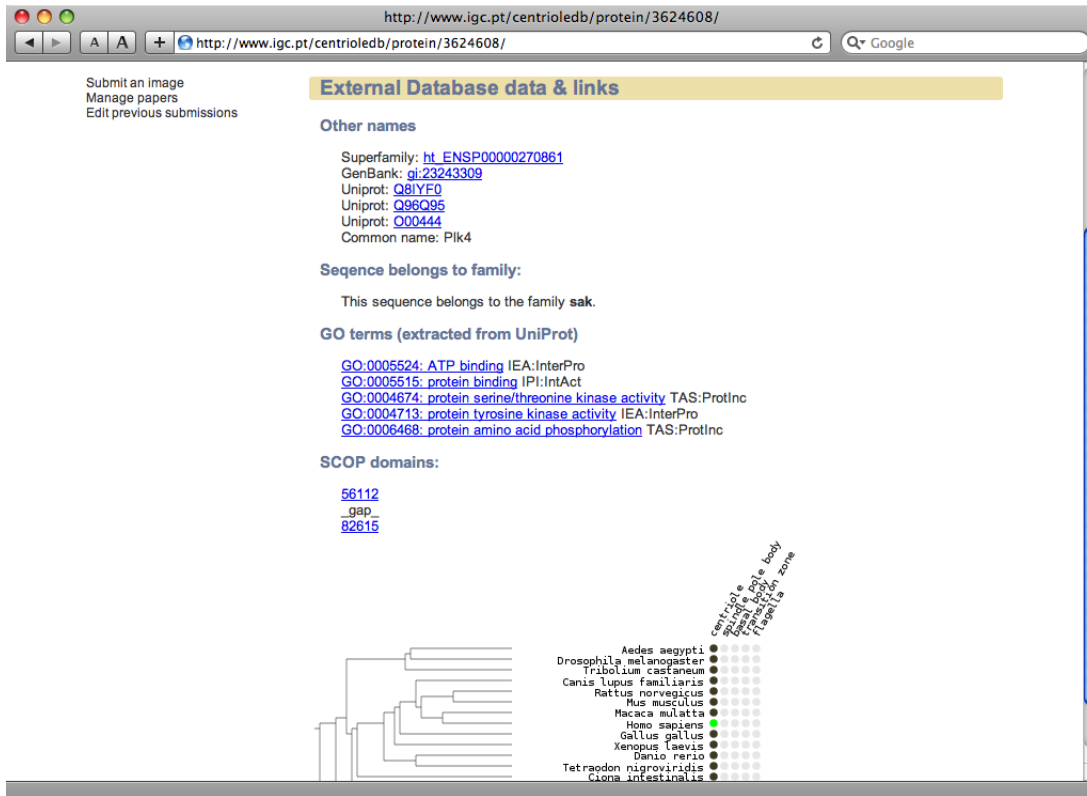 http://www.igc.pt/centrioledb/protein/3624608/
A A + http://www.igc.pt/centrioledb/protein/3624608/ Google
Submit an image
Manage papers
Edit previous submissions
External Database data & links
Other names
Superfamily: ht_ENSP00000270861
GenBank: gi:23243309
Uniprot: Q8IYF0
Uniprot: Q96Q95
Uniprot: O00444
Common name: Plk4
Seqence belongs to family:
This sequence belongs to the family sak.
GO terms (extracted from UniProt)
GO:0005524: ATP binding IEA:InterPro
GO:0005515: protein binding IPI:IntAct
GO:0004674: protein serine/threonine kinase activity TAS:ProtInc
GO:0004713: protein tyrosine kinase activity IEA:InterPro
GO:0006468: protein amino acid phosphorylation TAS:ProtInc
SCOP domains:
56112
_gap_
82615
centriole
spindle pole body
basal body
transition zone
flagella
Aedes aegypti
Drosophila melanogaster
Tribolium castaneum
Canis lupus familiaris
Rattus norvegicus
Mus musculus
Macaca mulatta
Homo sapiens
Gallus gallus
Xenopus laevis
Danio rerio
Tetraodon nigroviridis
Ciona intestinalis